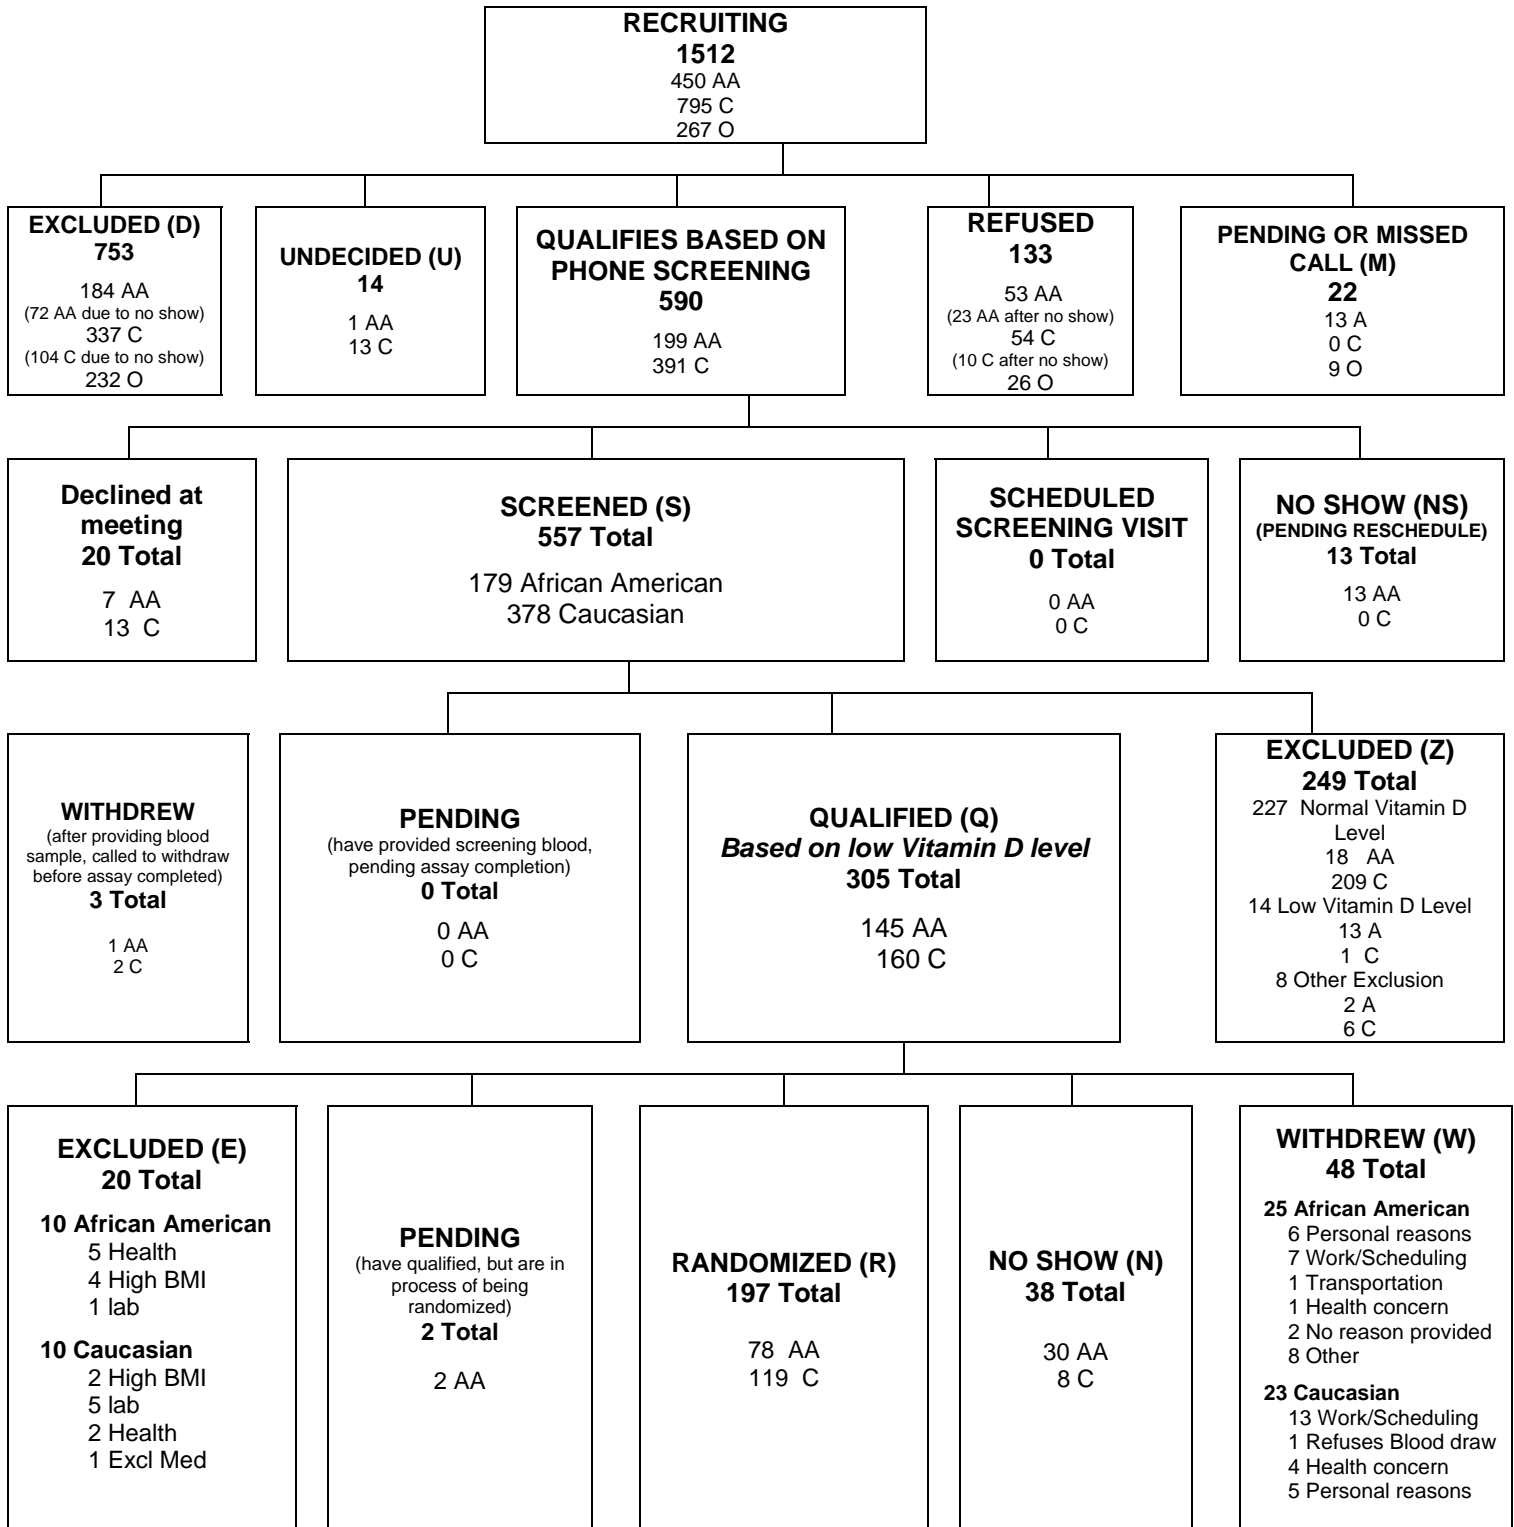 RECRUITING
1512
450 AA
795 C
267 O
EXCLUDED (D)
753
184 AA
(72 AA due to no show)
337 C
(104 C due to no show)
232 O
UNDECIDED (U)
14
1 AA
13 C
QUALIFIES BASED ON
PHONE SCREENING
590
199 AA
391 C
REFUSED
133
53 AA
(23 AA after no show)
54 C
(10 C after no show)
26 O
PENDING OR MISSED
CALL (M)
22
13 A
0 C
9 O
Declined at
meeting
20 Total
7 AA
13 C
SCREENED (S)
557 Total
179 African American
378 Caucasian
SCHEDULED
SCREENING VISIT
0 Total
0 AA
0 C
NO SHOW (NS)
(PENDING RESCHEDULE)
13 Total
13 AA
0 C
WITHDREW
(after providing blood
sample, called to withdraw
before assay completed)
3 Total
1 AA
2 C
PENDING
(have provided screening blood,
pending assay completion)
0 Total
0 AA
0 C
QUALIFIED (Q)
Based on low Vitamin D level
305 Total
145 AA
160 C
EXCLUDED (Z)
249 Total
227 Normal Vitamin D
Level
18 AA
209 C
14 Low Vitamin D Level
13 A
1 C
8 Other Exclusion
2 A
6 C
EXCLUDED (E)
20 Total
10 African American
5 Health
4 High BMI
1 lab
10 Caucasian
2 High BMI
5 lab
2 Health
1 Excl Med
PENDING
(have qualified, but are in
process of being
randomized)
2 Total
2 AA
RANDOMIZED (R)
197 Total
78 AA
119 C
NO SHOW (N)
38 Total
30 AA
8 C
WITHDREW (W)
48 Total
25 African American
6 Personal reasons
7 Work/Scheduling
1 Transportation
1 Health concern
2 No reason provided
8 Other
23 Caucasian
13 Work/Scheduling
1 Refuses Blood draw
4 Health concern
5 Personal reasons